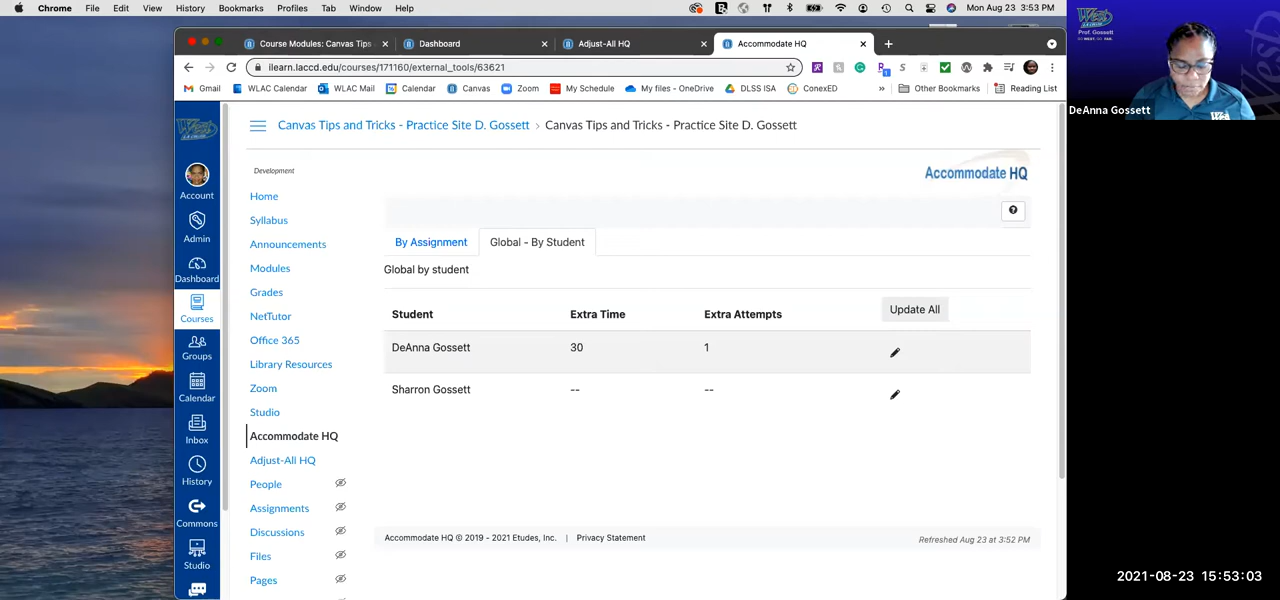 Chrome File Edit View History Bookmarks Profiles Tab Window Help Mon Aug 23 3:53 PM
Course Modules: Canvas Tips Dashboard Adjust-All HQ Accommodate HQ
ilearn.laccd.edu/courses/171160/external_tools/63621
Gmail WLAC Calendar WLAC Mail Calendar Canvas Zoom My Schedule My files - OneDrive DLSS ISA ConexED » Other Bookmarks Reading List
West
Prof. Gossett
GO WEST. GO FAR.
DeAnna Gossett
Canvas Tips and Tricks - Practice Site D. Gossett > Canvas Tips and Tricks - Practice Site D. Gossett
Account
Admin
Dashboard
Courses
Groups
Calendar
Inbox
History
Commons
Studio
Development
Home
Syllabus
Announcements
Modules
Grades
NetTutor
Office 365
Library Resources
Zoom
Studio
Accommodate HQ
Adjust-All HQ
People
Assignments
Discussions
Files
Pages
Accommodate HQ
By Assignment Global - By Student
Global by student
Student Extra Time Extra Attempts Update All
DeAnna Gossett 30 1
Sharron Gossett -- --
Accommodate HQ © 2019 - 2021 Etudes, Inc. | Privacy Statement Refreshed Aug 23 at 3:52 PM
2021-08-23 15:53:03